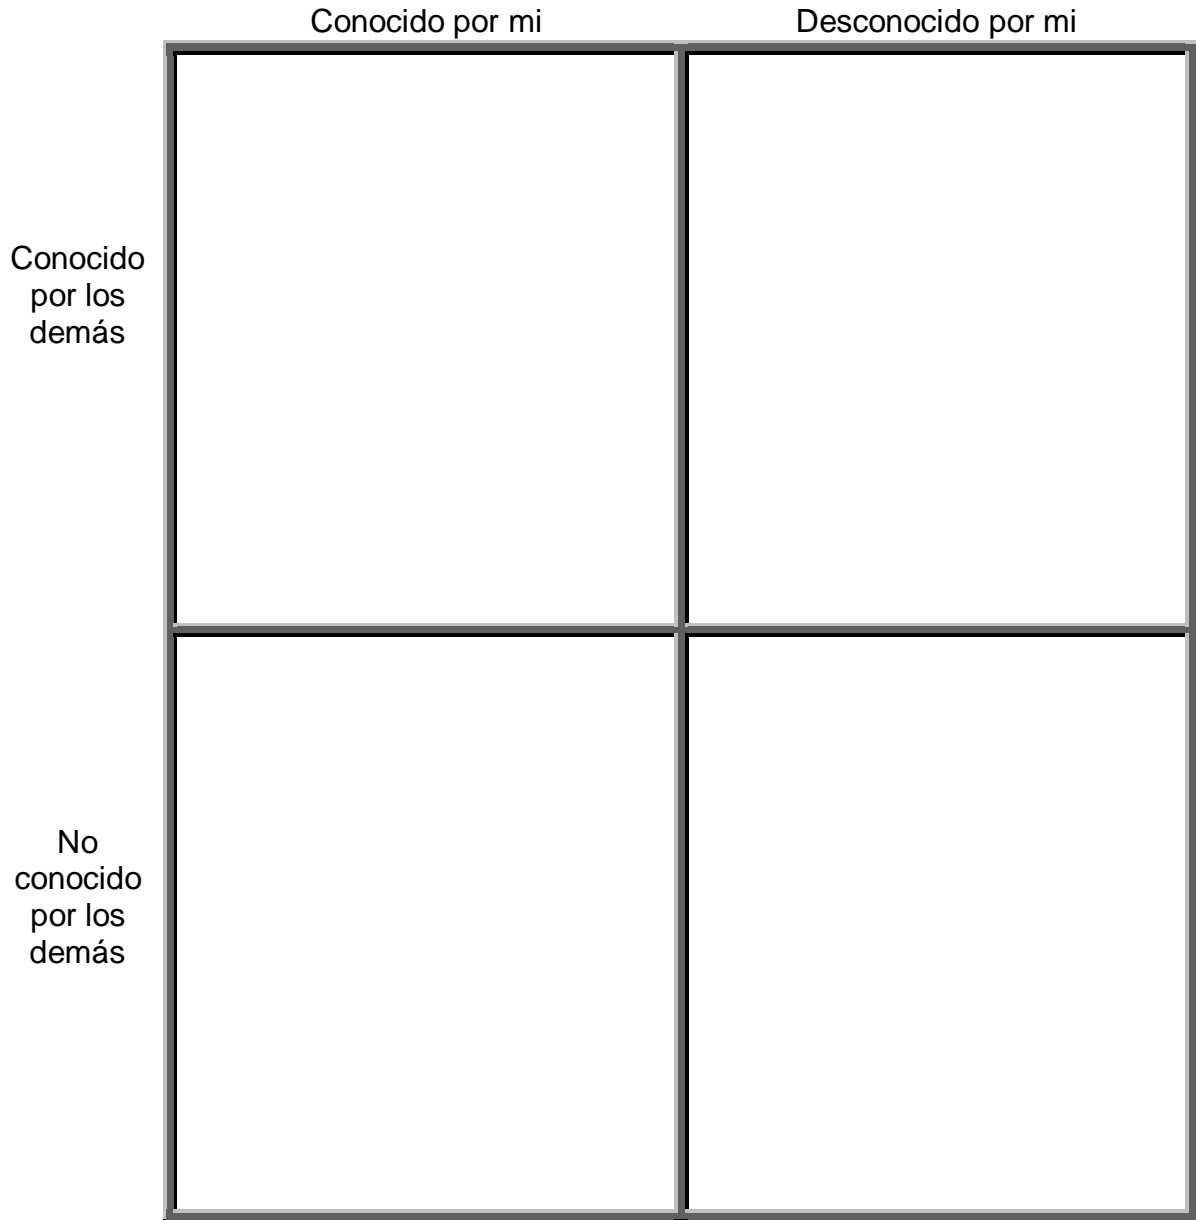 Conocido por mi
Desconocido por mi
Conocido
por los
demás
No
conocido
por los
demás